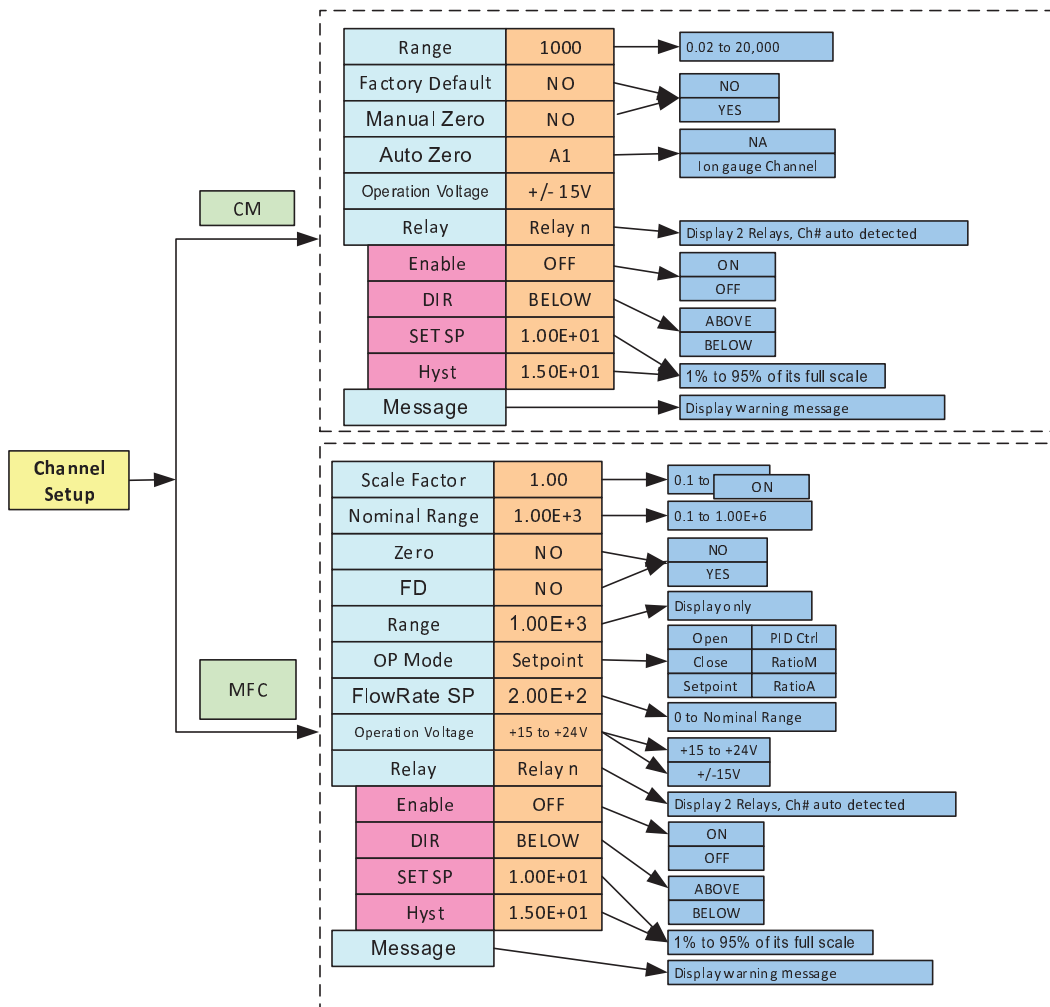 Range 1000 0.02 to 20,000
Factory Default NO NO
YES
Manual Zero NO
Auto Zero A1 NA
Ion gauge Channel
Operation Voltage +/- 15V
CM
Relay Relay n Display 2 Relays, Ch# auto detected
Enable OFF ON
OFF
DIR BELOW ABOVE
BELOW
SET SP 1.00E+01
Hyst 1.50E+01 1% to 95% of its full scale
Message Display warning message
Channel
Setup
Scale Factor 1.00 0.1 to ON
Nominal Range 1.00E+3 0.1 to 1.00E+6
Zero NO NO
YES
FD NO
Range 1.00E+3 Display only
OP Mode Setpoint Open PID Ctrl
Close RatioM
Setpoint RatioA
MFC
FlowRate SP 2.00E+2 0 to Nominal Range
Operation Voltage +15 to +24V +15 to +24V
+/-15V
Relay Relay n Display 2 Relays, Ch# auto detected
Enable OFF ON
OFF
DIR BELOW ABOVE
BELOW
SET SP 1.00E+01
Hyst 1.50E+01 1% to 95% of its full scale
Message Display warning message